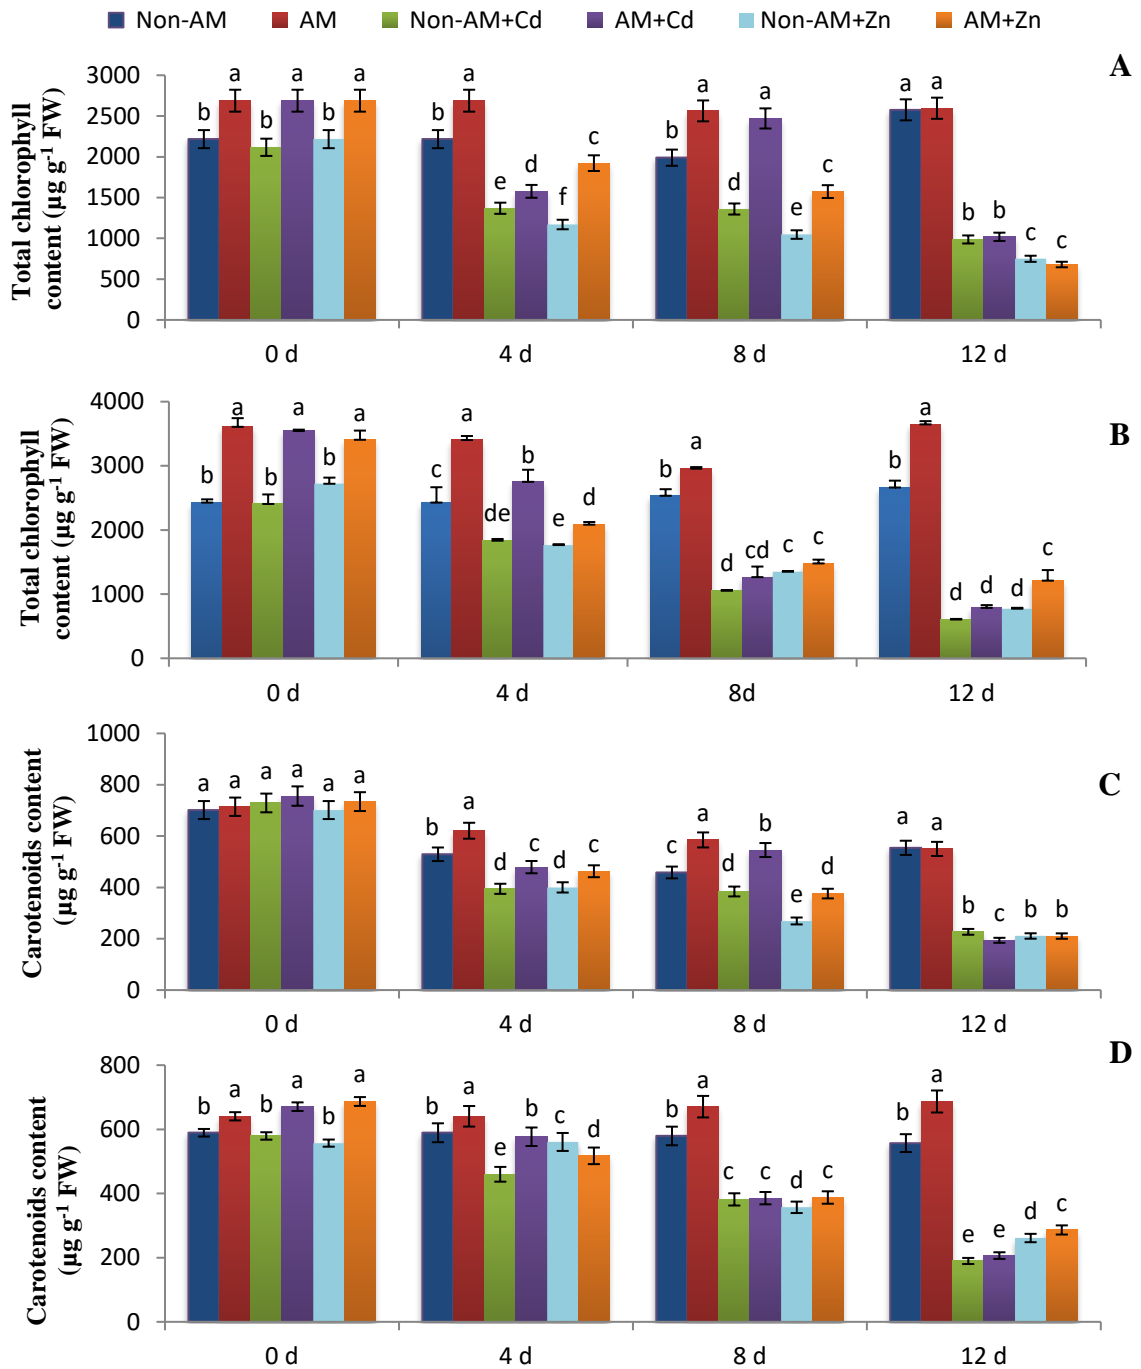 Non-AM AM Non-AM+Cd AM+Cd Non-AM+Zn AM+Zn
A
Total chlorophyll
content (µg g-1 FW)
3000
2500
2000
1500
1000
500
0
b a b a b a
b a e d f c
b a d a e c
a a b b c c
0 d 4 d 8 d 12 d
B
Total chlorophyll
content (µg g-1 FW)
4000
3000
2000
1000
0
b a b a b a
c a de b e d
b a d cd c c
b a d d d c
0 d 4 d 8d 12 d
C
Carotenoids content
(µg g-1 FW)
1000
800
600
400
200
0
a a a a a a
b a d c d c
c a d b e d
a a b c b b
0 d 4 d 8 d 12 d
D
Carotenoids content
(µg g-1 FW)
800
600
400
200
0
b a b a b a
b a e b c d
b a c c d c
b a e e d c
0 d 4 d 8 d 12 d